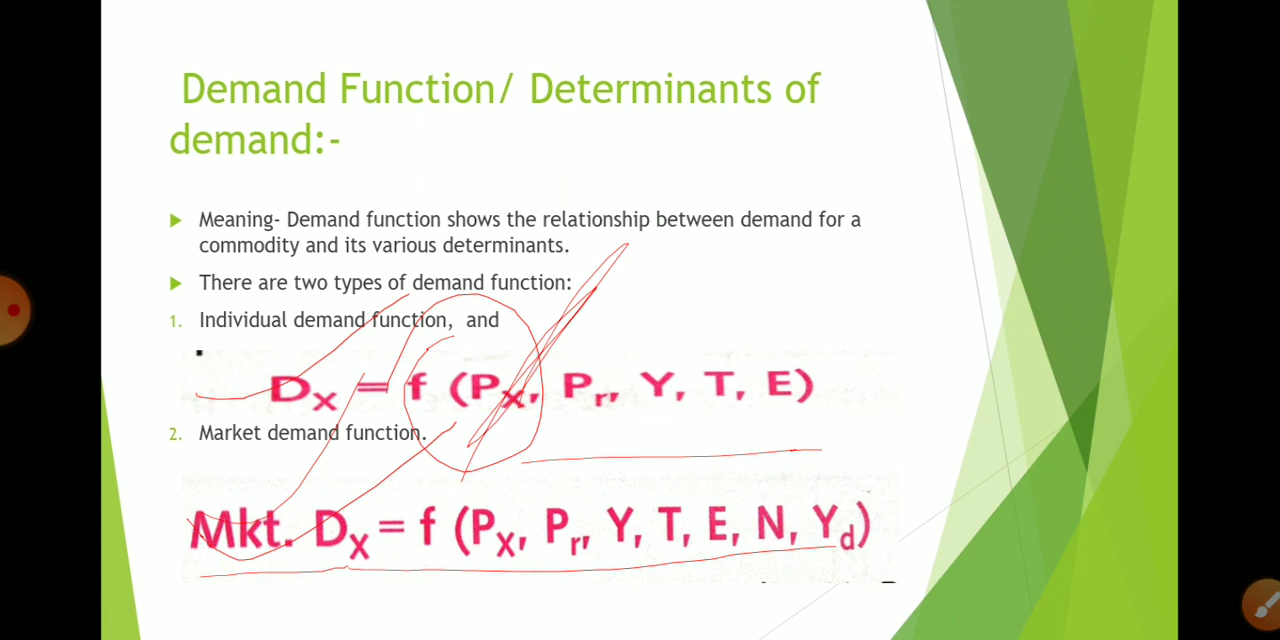 Demand Function/ Determinants of
demand:-
Meaning- Demand function shows the relationship between demand for a
commodity and its various determinants.
There are two types of demand function:
1. Individual demand function, and
Dx = f (Px, Pr, Y, T, E)
2. Market demand function.
Mkt. Dx = f (Px, Pr, Y, T, E, N, Yd)